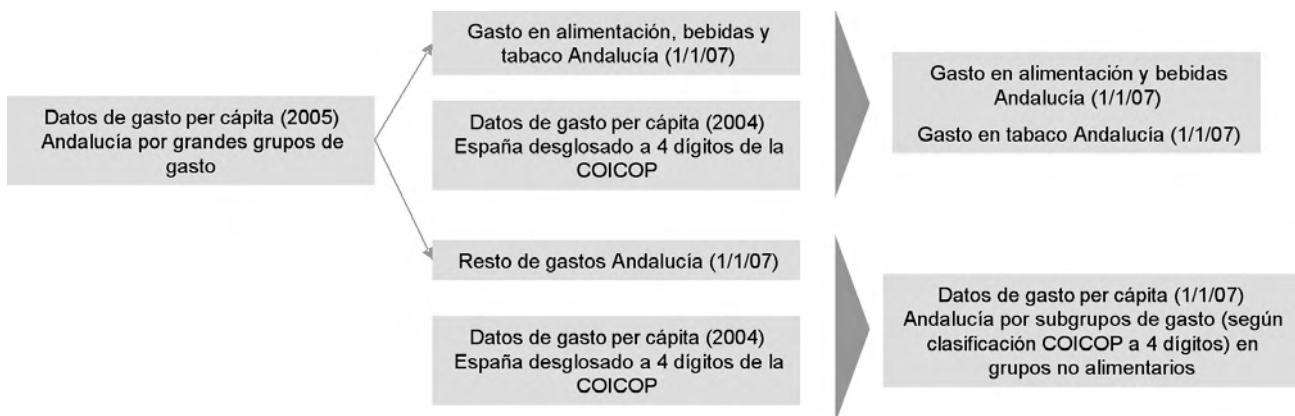 Datos de gasto per cápita (2005)
Andalucía por grandes grupos de
gasto
Gasto en alimentación, bebidas y
tabaco Andalucía (1/1/07)
Datos de gasto per cápita (2004)
España desglosado a 4 dígitos de la
COICOP
Resto de gastos Andalucía (1/1/07)
Datos de gasto per cápita (2004)
España desglosado a 4 dígitos de la
COICOP
Gasto en alimentación y bebidas
Andalucía (1/1/07)
Gasto en tabaco Andalucía (1/1/07)
Datos de gasto per cápita (1/1/07)
Andalucía por subgrupos de gasto (según
clasificación COICOP a 4 dígitos) en
grupos no alimentarios